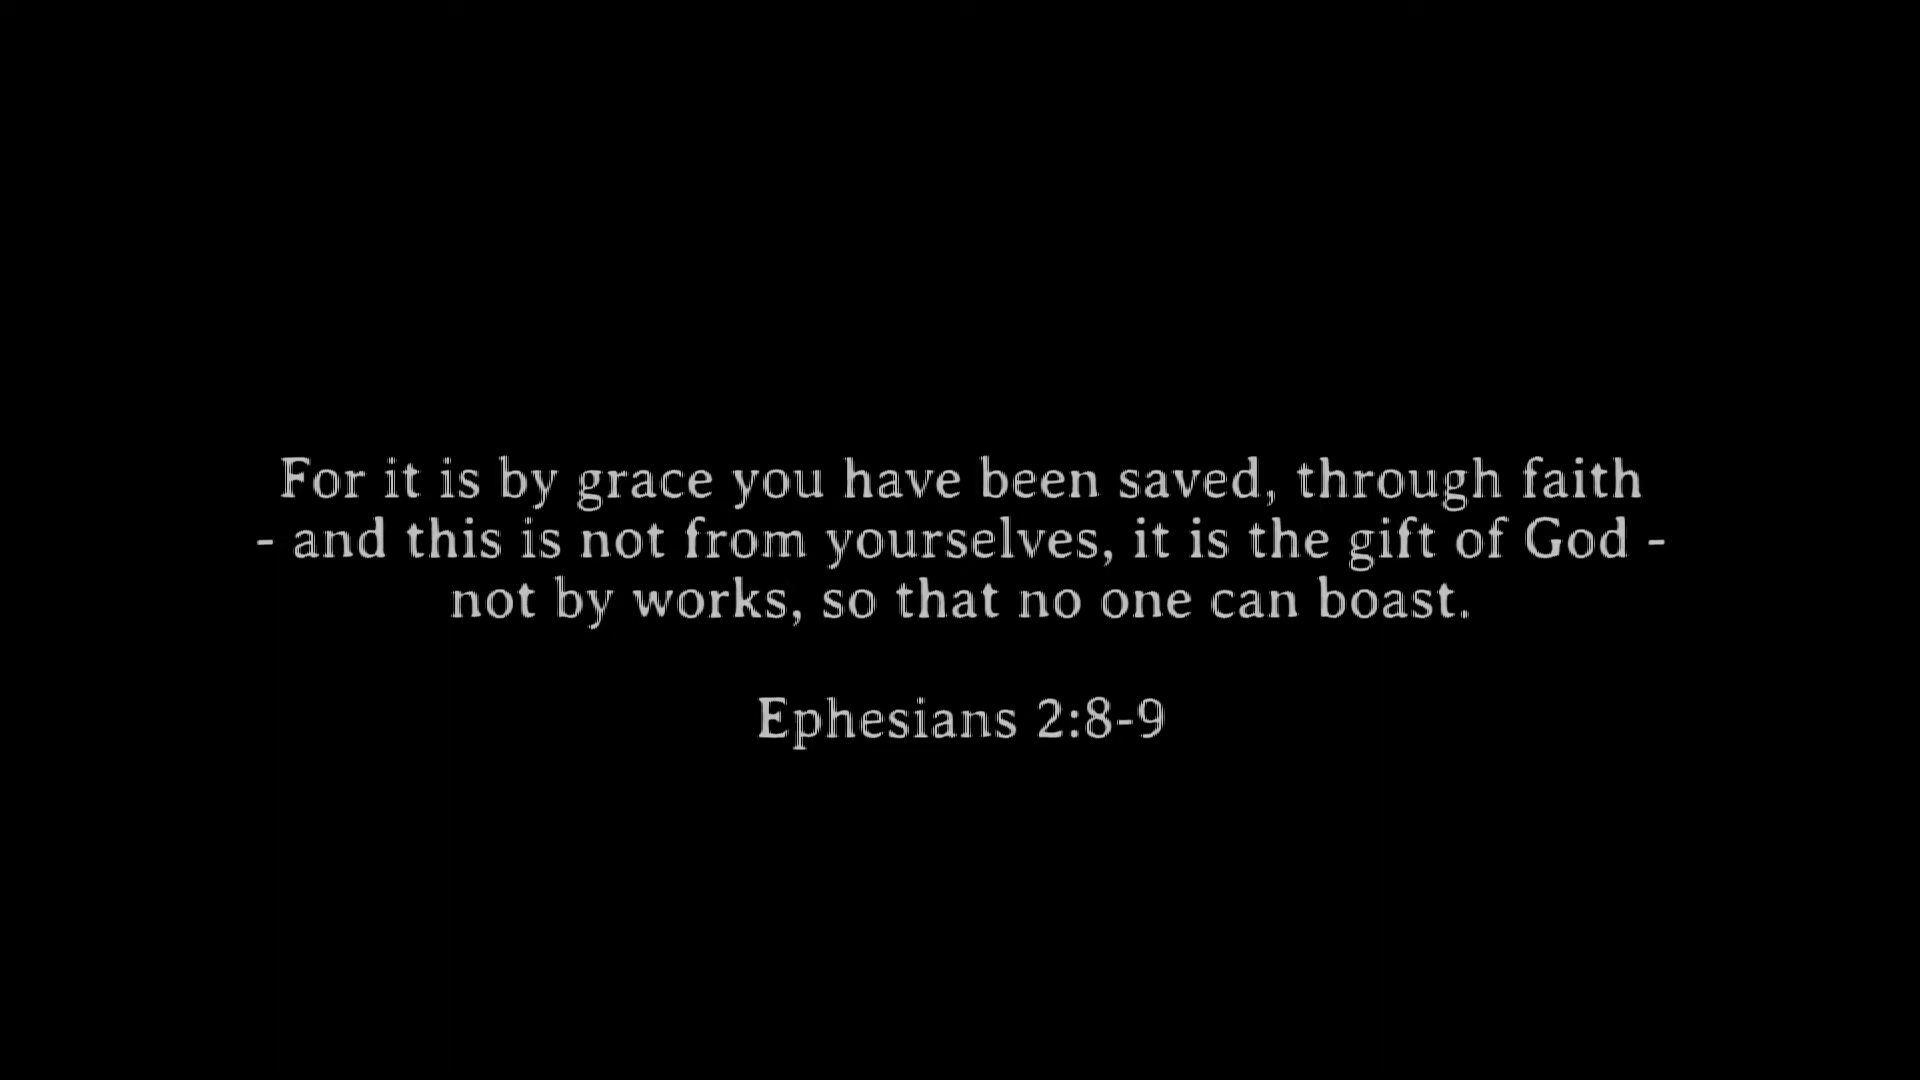 For it is by grace you have been saved, through faith
- and this is not from yourselves, it is the gift of God -
not by works, so that no one can boast.
Ephesians 2:8-9